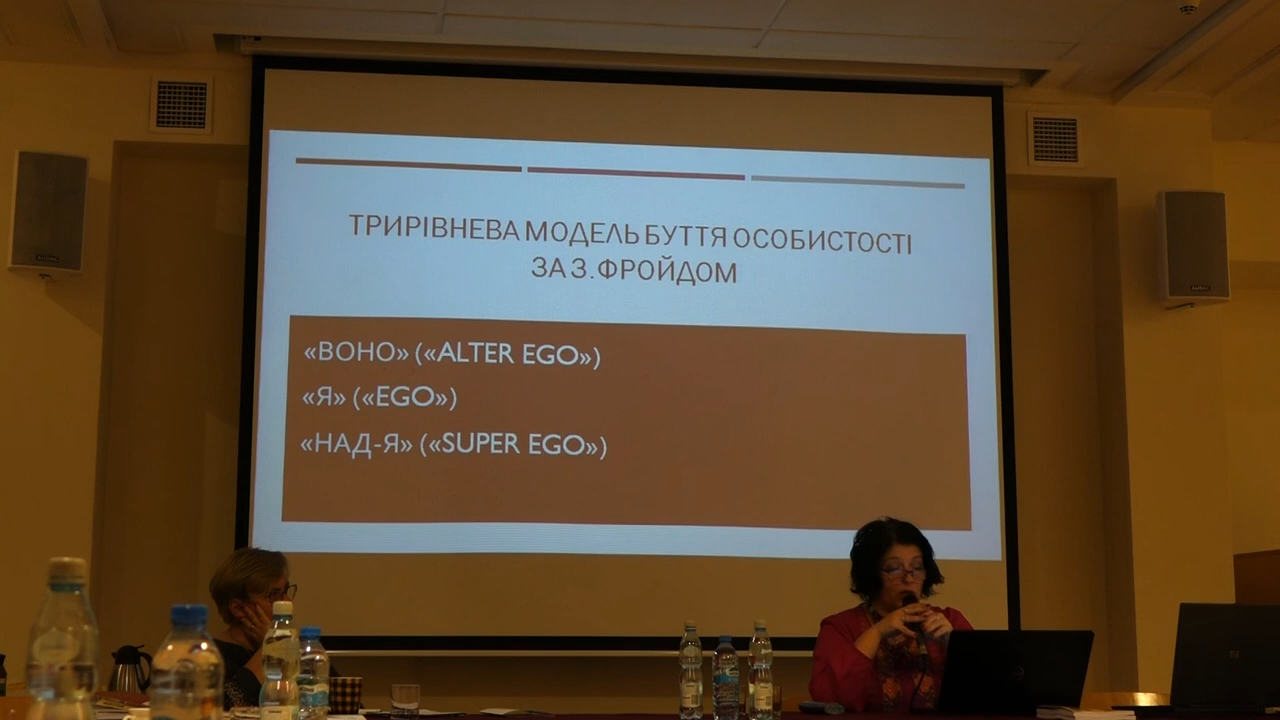 ТРИРІВНЕВА МОДЕЛЬ БУТТЯ ОСОБИСТОСТІ
ЗА З. ФРОЙДОМ
«ВОНО» («ALTER EGO»)
«Я» («EGO»)
«НАД-Я» («SUPER EGO»)